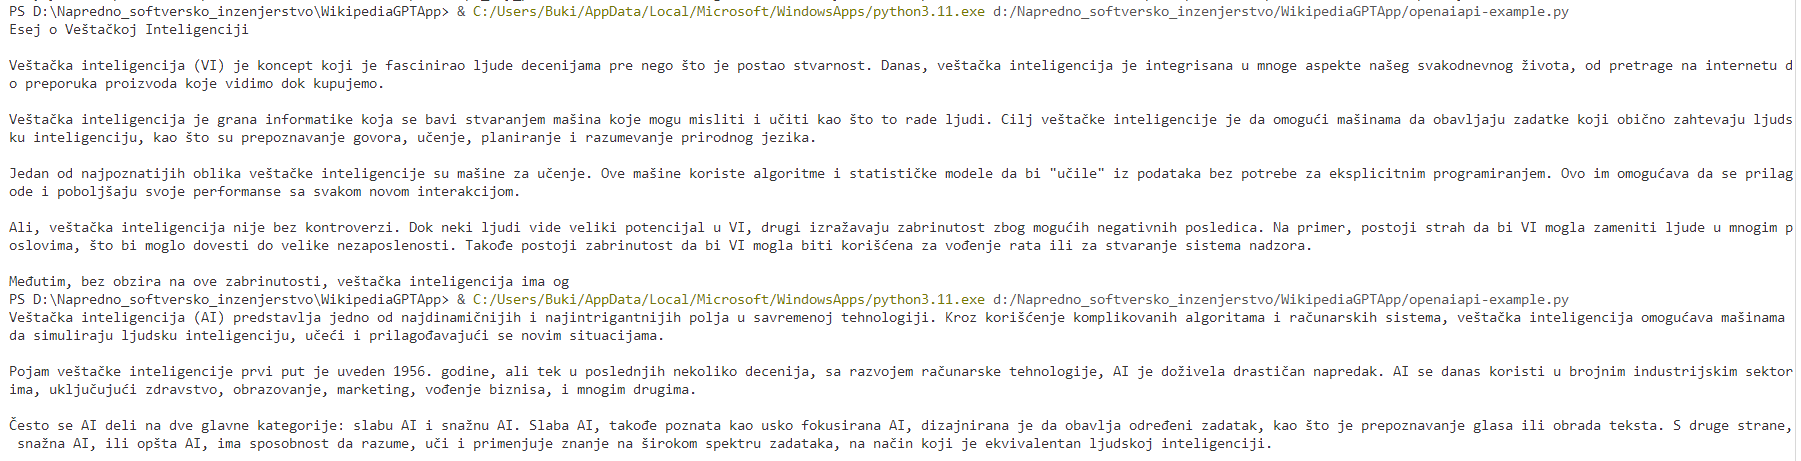 PS D:\Napredno_softversko_inzenjerstvo\WikipediaGPTApp> & C:/Users/Buki/AppData/Local/Microsoft/WindowsApps/python3.11.exe d:/Napredno_softversko_inzenjerstvo/WikipediaGPTApp/openaiapi-example.py
Esej o Veštačkoj Inteligenciji
Veštačka inteligencija (VI) je koncept koji je fascinirao ljude decenijama pre nego što je postao stvarnost. Danas, veštačka inteligencija je integrisana u mnoge aspekte našeg svakodnevnog života, od pretrage na internetu d
o preporuka proizvoda koje vidimo dok kupujemo.
Veštačka inteligencija je grana informatike koja se bavi stvaranjem mašina koje mogu misliti i učiti kao što to rade ljudi. Cilj veštačke inteligencije je da omogući mašinama da obavljaju zadatke koji obično zahtevaju ljuds
ku inteligenciju, kao što su prepoznavanje govora, učenje, planiranje i razumevanje prirodnog jezika.
Jedan od najpoznatijih oblika veštačke inteligencije su mašine za učenje. Ove mašine koriste algoritme i statističke modele da bi "učile" iz podataka bez potrebe za eksplicitnim programiranjem. Ovo im omogućava da se prilag
ode i poboljšaju svoje performanse sa svakom novom interakcijom.
Ali, veštačka inteligencija nije bez kontroverzi. Dok neki ljudi vide veliki potencijal u VI, drugi izražavaju zabrinutost zbog mogućih negativnih posledica. Na primer, postoji strah da bi VI mogla zameniti ljude u mnogim p
oslovima, što bi moglo dovesti do velike nezaposlenosti. Takođe postoji zabrinutost da bi VI mogla biti korišćena za vođenje rata ili za stvaranje sistema nadzora.
Međutim, bez obzira na ove zabrinutosti, veštačka inteligencija ima og
PS D:\Napredno_softversko_inzenjerstvo\WikipediaGPTApp> & C:/Users/Buki/AppData/Local/Microsoft/WindowsApps/python3.11.exe d:/Napredno_softversko_inzenjerstvo/WikipediaGPTApp/openaiapi-example.py
Veštačka inteligencija (AI) predstavlja jedno od najdinamičnijih i najintrigantnijih polja u savremenoj tehnologiji. Kroz korišćenje komplikovanih algoritama i računarskih sistema, veštačka inteligencija omogućava mašinama
da simuliraju ljudsku inteligenciju, učeći i prilagođavajući se novim situacijama.
Pojam veštačke inteligencije prvi put je uveden 1956. godine, ali tek u poslednjih nekoliko decenija, sa razvojem računarske tehnologije, AI je doživela drastičan napredak. AI se danas koristi u brojnim industrijskim sektor
ima, uključujući zdravstvo, obrazovanje, marketing, vođenje biznisa, i mnogim drugima.
Često se AI deli na dve glavne kategorije: slabu AI i snažnu AI. Slaba AI, takođe poznata kao usko fokusirana AI, dizajnirana je da obavlja određeni zadatak, kao što je prepoznavanje glasa ili obrada teksta. S druge strane,
snažna AI, ili opšta AI, ima sposobnost da razume, uči i primenjuje znanje na širokom spektru zadataka, na način koji je ekvivalentan ljudskoj inteligenciji.